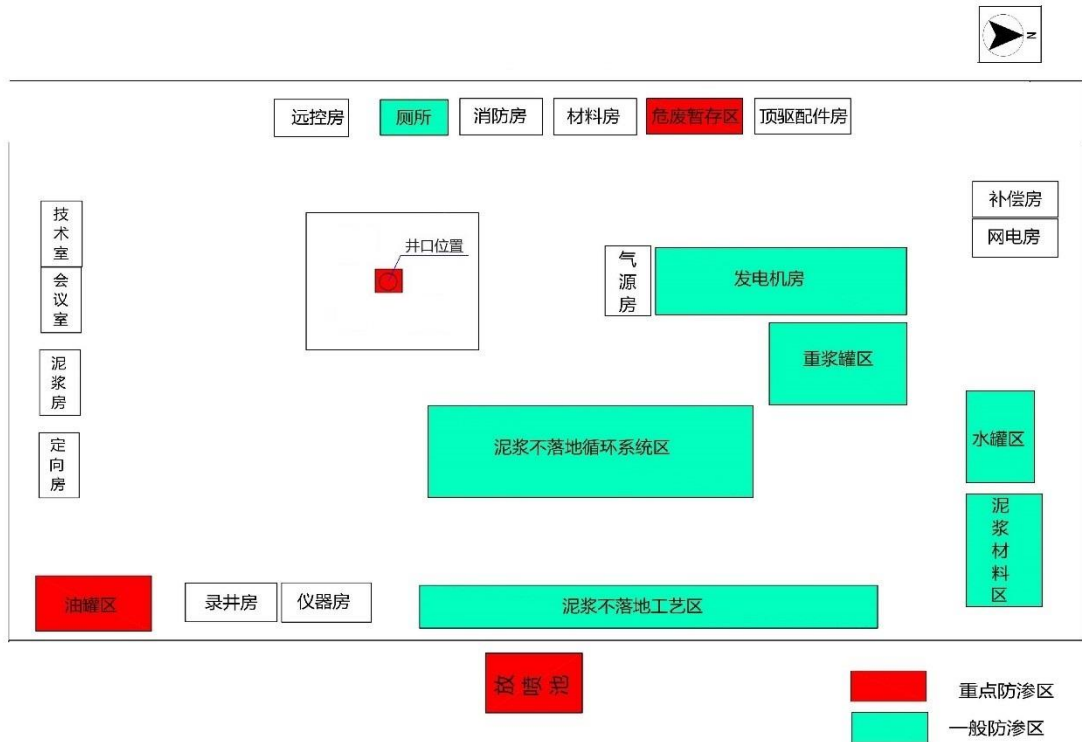 N
远控房
厕所
消防房
材料房
危废暂存区
顶驱配件房
技术室
会议室
泥浆房
定向房
井口位置
气源房
发电机房
重浆罐区
补偿房
网电房
泥浆不落地循环系统区
水罐区
泥浆材料区
油罐区
录井房
仪器房
泥浆不落地工艺区
放喷池
重点防渗区
一般防渗区